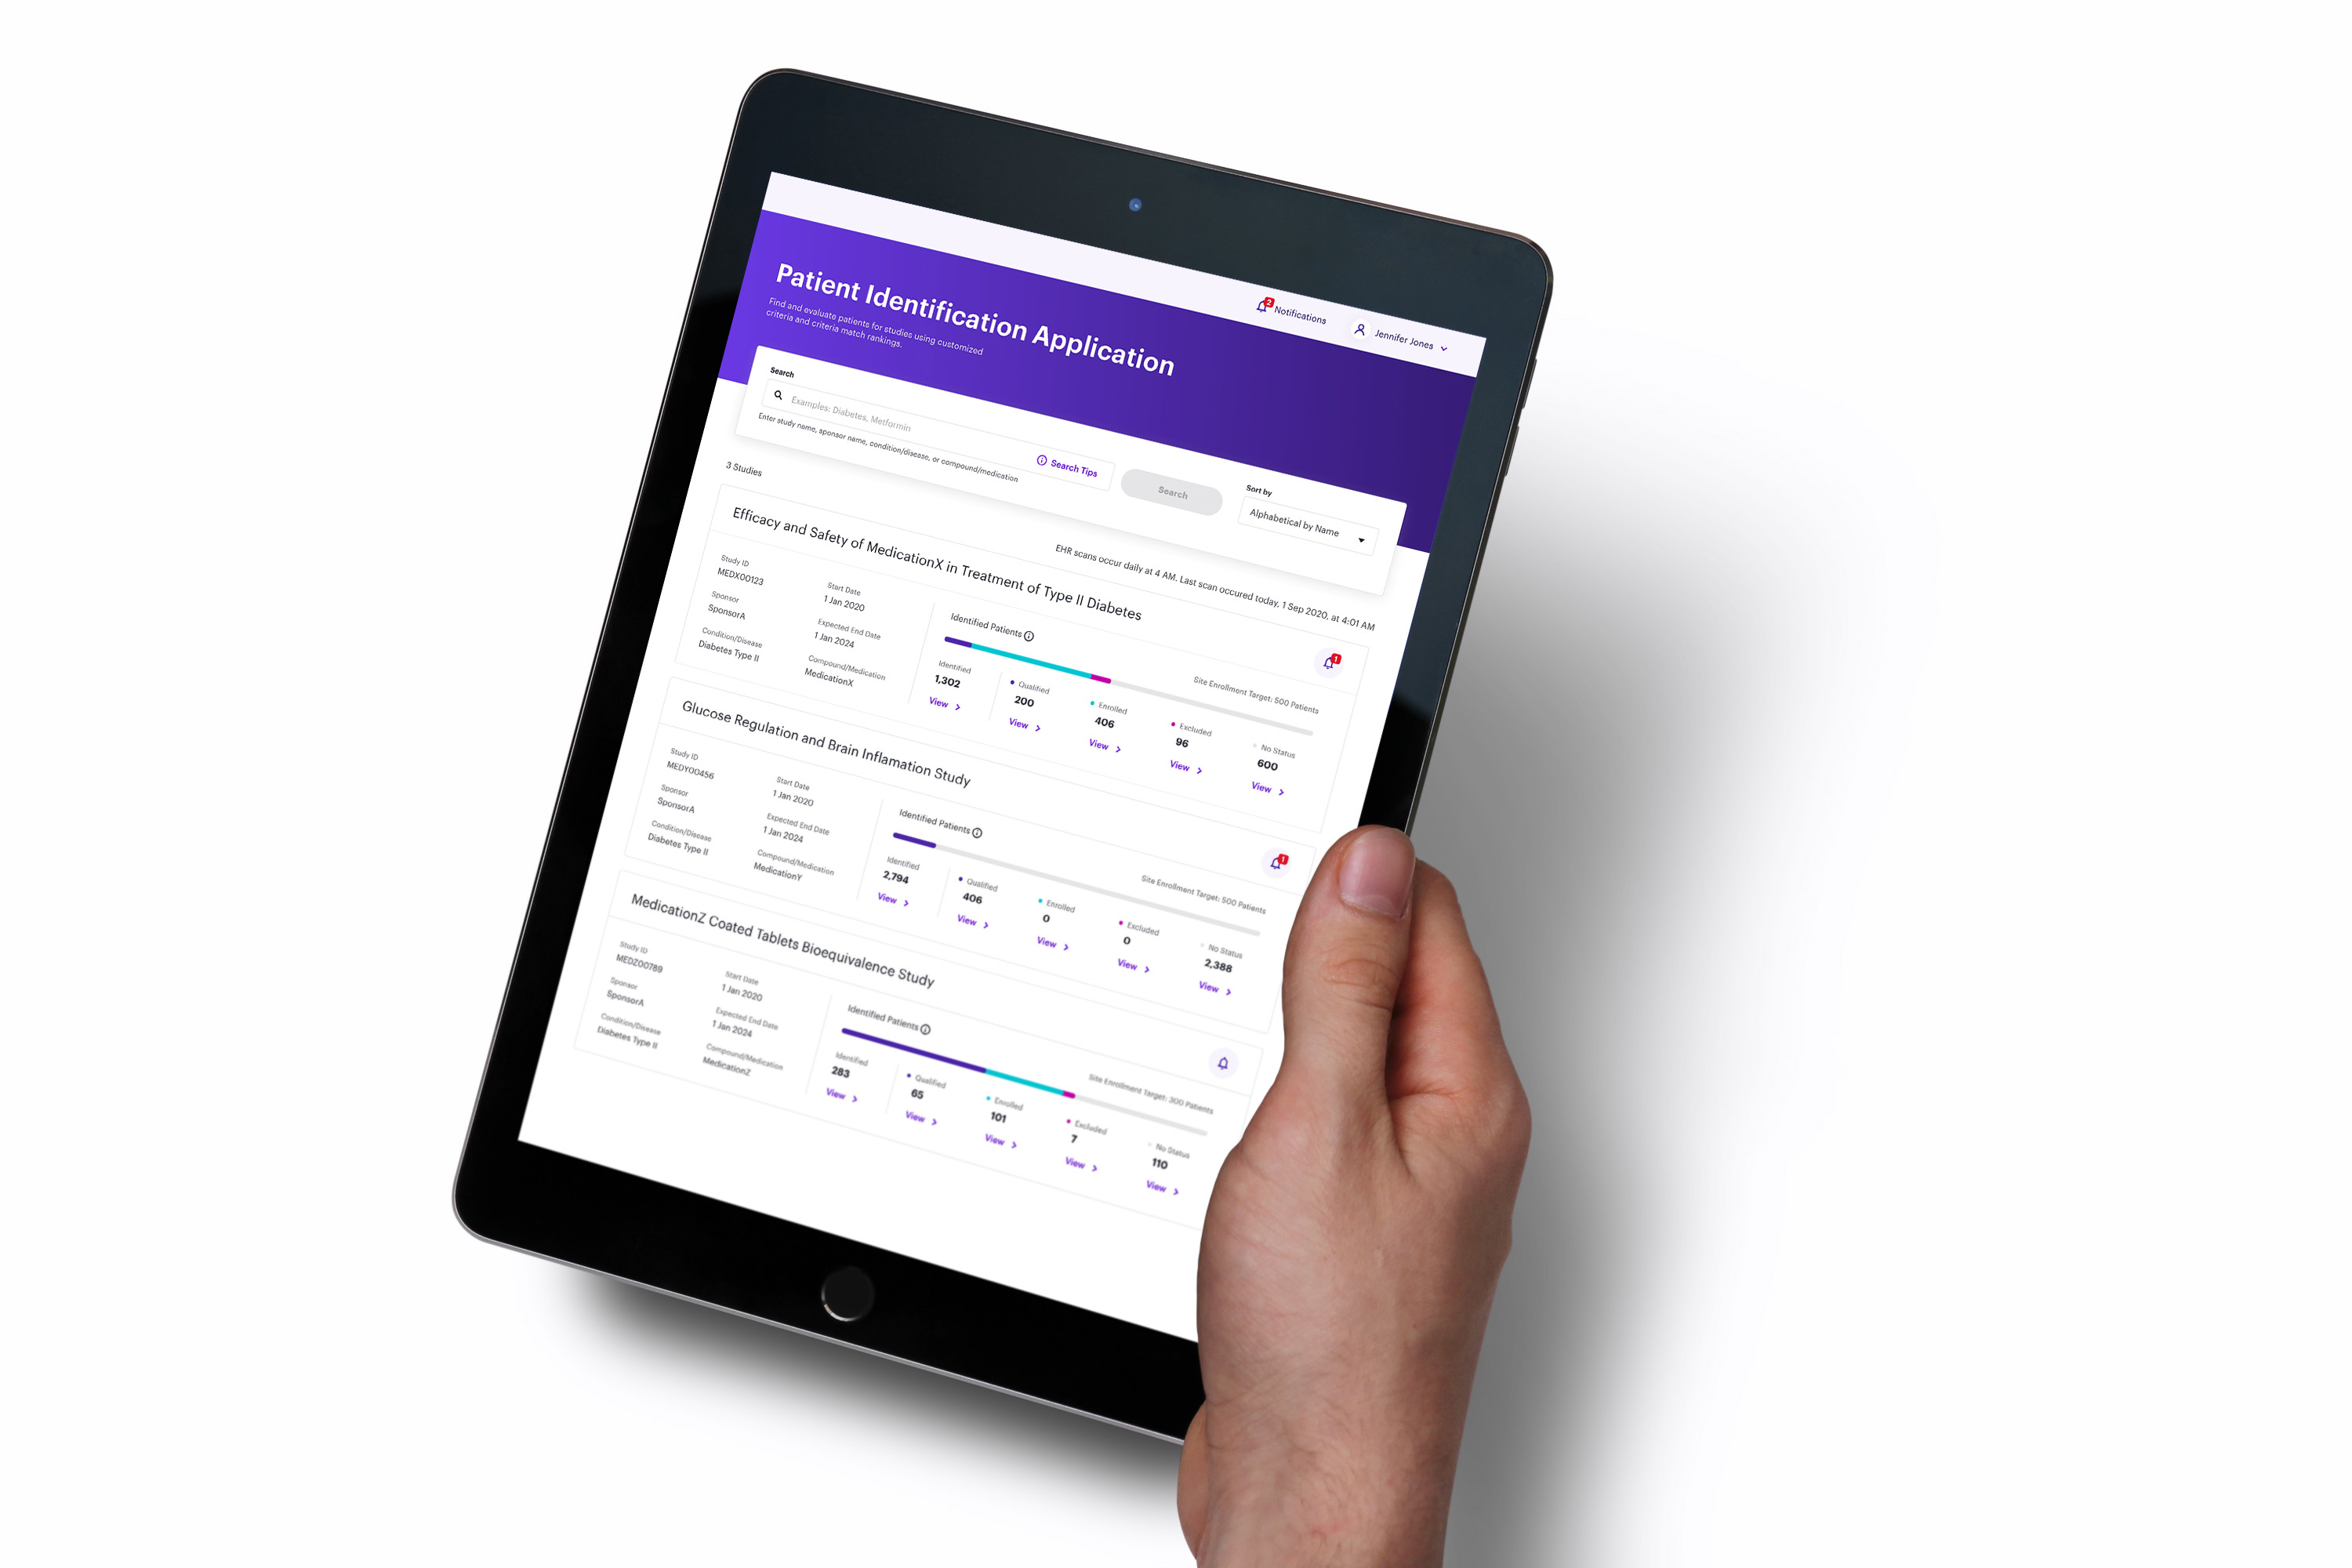 2 Notifications
Jennifer Jones
Patient Identification Application
Find and evaluate patients for studies using customized
criteria and criteria match rankings.
Search
Examples: Diabetes, Metformin
Search Tips
Search
Sort by
Alphabetical by Name
Enter study name, sponsor name, condition/disease, or compound/medication
3 Studies
EHR scans occur daily at 4 AM. Last scan occured today, 1 Sep 2020, at 4:01 AM
Efficacy and Safety of MedicationX in Treatment of Type II Diabetes
1
Study ID
MEDX00123
Sponsor
SponsorA
Condition/Disease
Diabetes Type II
Start Date
1 Jan 2020
Expected End Date
1 Jan 2024
Compound/Medication
MedicationX
Identified Patients
Site Enrollment Target: 500 Patients
Identified
1,302
View
Qualified
200
View
Enrolled
406
View
Excluded
96
View
No Status
600
View
Glucose Regulation and Brain Inflamation Study
1
Study ID
MEDY00456
Sponsor
SponsorA
Condition/Disease
Diabetes Type II
Start Date
1 Jan 2020
Expected End Date
1 Jan 2024
Compound/Medication
MedicationY
Identified Patients
Site Enrollment Target: 500 Patients
Identified
2,794
View
Qualified
406
View
Enrolled
0
View
Excluded
0
View
No Status
2,388
View
MedicationZ Coated Tablets Bioequivalence Study
Study ID
MEDZ00789
Sponsor
SponsorA
Condition/Disease
Diabetes Type II
Start Date
1 Jan 2020
Expected End Date
1 Jan 2024
Compound/Medication
MedicationZ
Identified Patients
Site Enrollment Target: 300 Patients
Identified
283
View
Qualified
65
View
Enrolled
101
View
Excluded
7
View
No Status
110
View